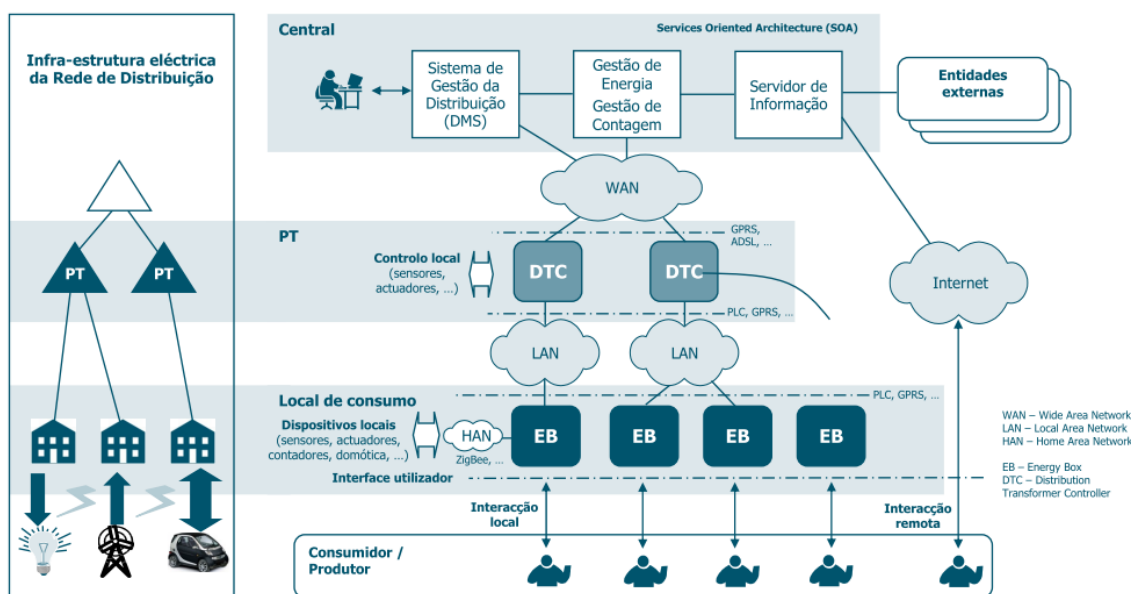 Infra-estrutura eléctrica
da Rede de Distribuição
PT
PT
Central
Services Oriented Architecture (SOA)
Sistema de
Gestão da
Distribuição
(DMS)
Gestão de
Energia
Gestão de
Contagem
Servidor de
Informação
Entidades
externas
WAN
PT
GPRS,
ADSL, ...
Controlo local
(sensores,
actuadores, ...)
DTC
DTC
Internet
PLC, GPRS, ...
LAN
LAN
Local de consumo
PLC, GPRS, ...
Dispositivos locais
(sensores, actuadores,
contadores, domótica, ...)
HAN
ZigBee, ...
EB
EB
EB
EB
Interface utilizador
WAN – Wide Area Network
LAN – Local Area Network
HAN – Home Area Network
EB – Energy Box
DTC – Distribution
Transformer Controller
Interacção
local
Interacção
remota
Consumidor /
Produtor